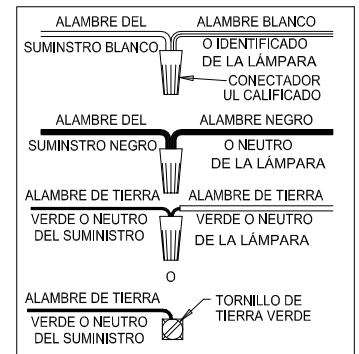 ALAMBRE DEL ALAMBRE BLANCO
SUMINSTRO BLANCO O IDENTIFICADO
DE LA LÁMPARA
CONECTADOR
UL CALIFICADO
ALAMBRE DEL ALAMBRE NEGRO
SUMINSTRO NEGRO O NEUTRO
DE LA LÁMPARA
ALAMBRE DE TIERRA ALAMBRE DE TIERRA
VERDE O NEUTRO VERDE O NEUTRO
DEL SUMINISTRO DE LA LÁMPARA
O
ALAMBRE DE TIERRA TORNILLO DE
VERDE O NEUTRO TIERRA VERDE
DEL SUMINISTRO